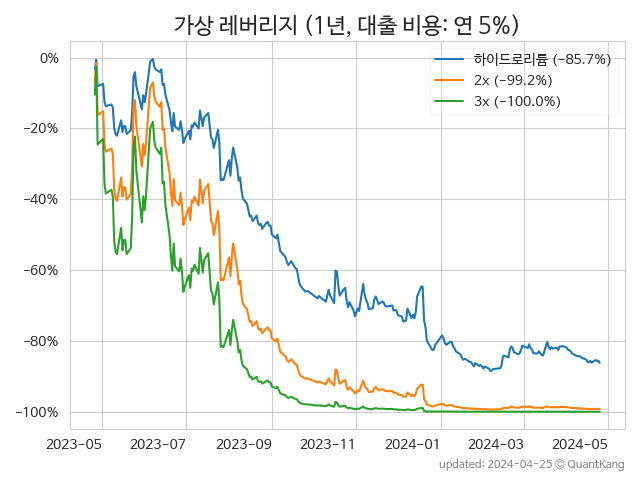 가상 레버리지 (1년, 대출 비용: 연 5%)
하이드로리튬 (−85.7%)
2x (−99.2%)
3x (−100.0%)
0%
−20%
−40%
−60%
−80%
−100%
2023-05 2023-07 2023-09 2023-11 2024-01 2024-03 2024-05
updated: 2024-04-25 © QuantKang